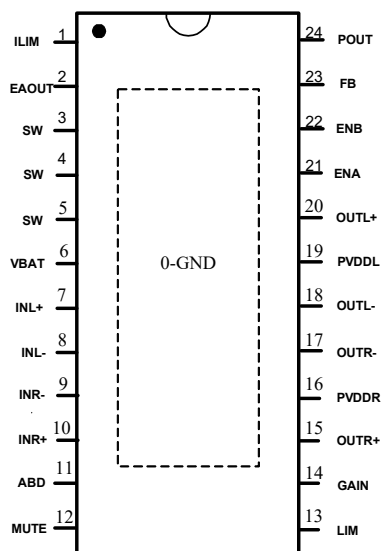 ILIM 1
EAOUT 2
SW 3
SW 4
SW 5
VBAT 6
INL+ 7
INL- 8
INR- 9
INR+ 10
ABD 11
MUTE 12
0-GND
24 POUT
23 FB
22 ENB
21 ENA
20 OUTL+
19 PVDDL
18 OUTL-
17 OUTR-
16 PVDDR
15 OUTR+
14 GAIN
13 LIM